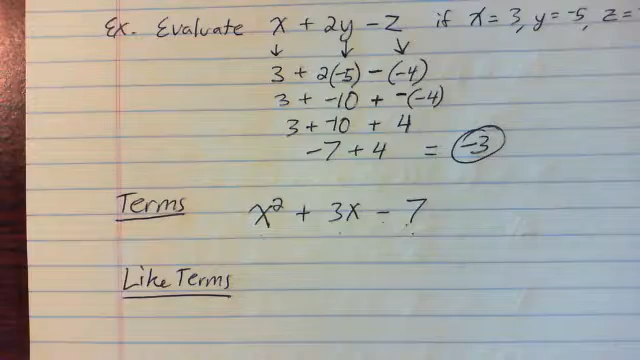 Ex. Evaluate x + 2y - z if x = 3, y = -5, z =
3 + 2(-5) - (-4)
3 + -10 + -(-4)
3 + -10 + 4
-7 + 4 = -3
Terms x² + 3x - 7
Like Terms